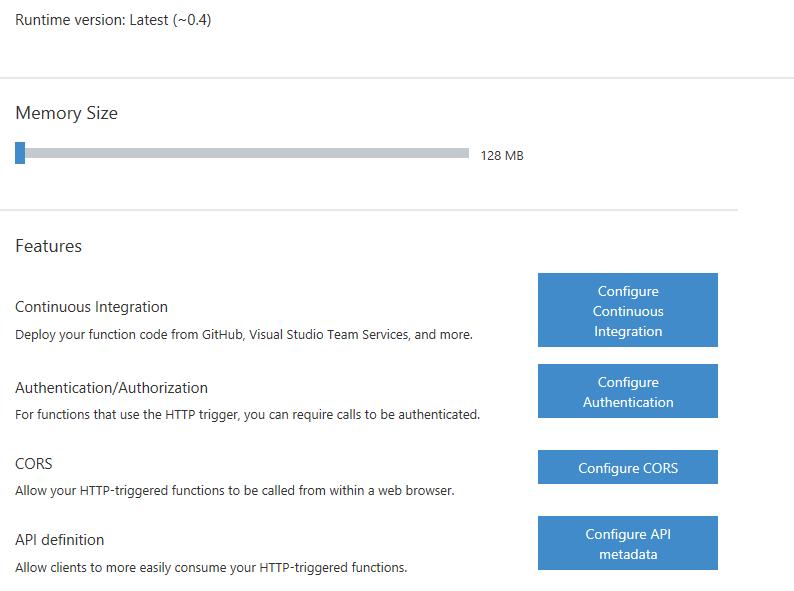 Runtime version: Latest (~0.4)
Memory Size
128 MB
Features
Continuous Integration
Deploy your function code from GitHub, Visual Studio Team Services, and more.
Configure
Continuous
Integration
Authentication/Authorization
For functions that use the HTTP trigger, you can require calls to be authenticated.
Configure
Authentication
CORS
Allow your HTTP-triggered functions to be called from within a web browser.
Configure CORS
API definition
Allow clients to more easily consume your HTTP-triggered functions.
Configure API
metadata